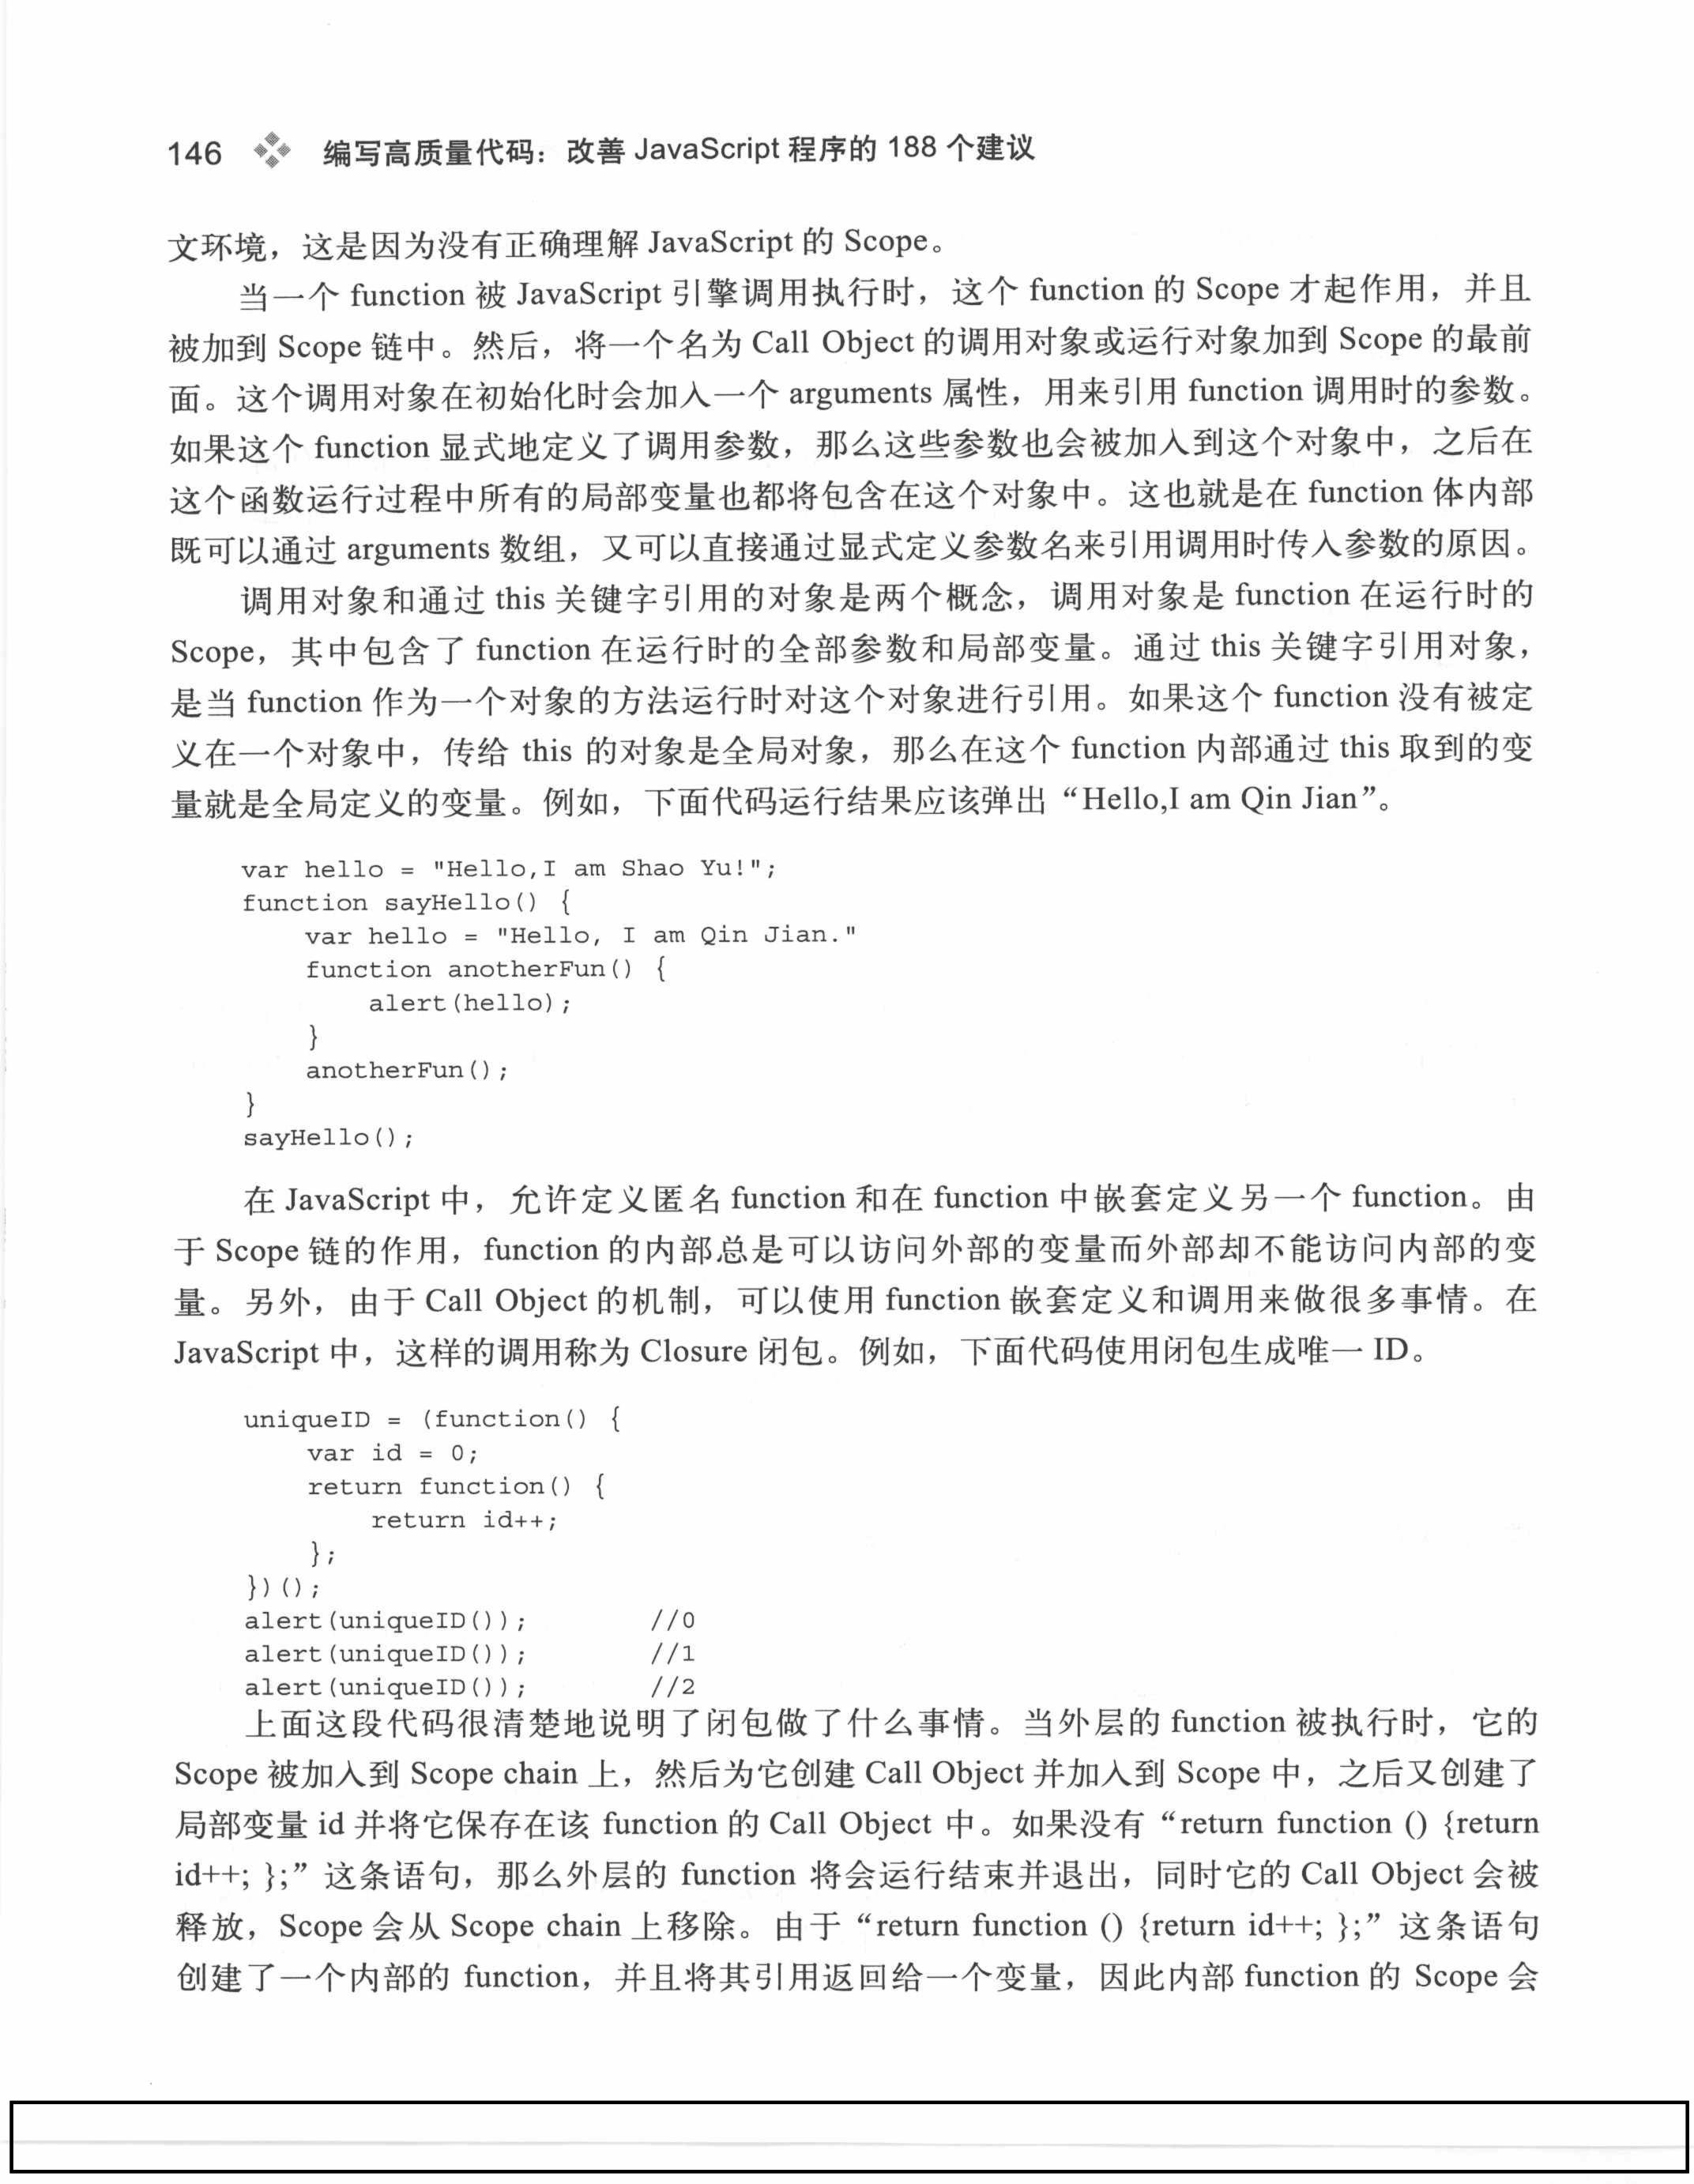 146 编写高质量代码：改善 JavaScript 程序的 188 个建议
文环境，这是因为没有正确理解 JavaScript 的 Scope。
当一个 function 被 JavaScript 引擎调用执行时，这个 function 的 Scope 才起作用，并且
被加到 Scope 链中。然后，将一个名为 Call Object 的调用对象或运行对象加到 Scope 的最前
面。这个调用对象在初始化时会加入一个 arguments 属性，用来引用 function 调用时的参数。
如果这个 function 显式地定义了调用参数，那么这些参数也会被加入到这个对象中，之后在
这个函数运行过程中所有的局部变量也都将包含在这个对象中。这也就是在 function 体内部
既可以通过 arguments 数组，又可以直接通过显式定义参数名来引用调用时传入参数的原因。
调用对象和通过 this 关键字引用的对象是两个概念，调用对象是 function 在运行时的
Scope，其中包含了 function 在运行时的全部参数和局部变量。通过 this 关键字引用对象，
是当 function 作为一个对象的方法运行时对这个对象进行引用。如果这个 function 没有被定
义在一个对象中，传给 this 的对象是全局对象，那么在这个 function 内部通过 this 取到的变
量就是全局定义的变量。例如，下面代码运行结果应该弹出“Hello,I am Qin Jian”。
var hello = "Hello,I am Shao Yu!";
function sayHello() {
    var hello = "Hello, I am Qin Jian."
    function anotherFun() {
        alert(hello);
    }
    anotherFun();
}
sayHello();
在 JavaScript 中，允许定义匿名 function 和在 function 中嵌套定义另一个 function。由
于 Scope 链的作用，function 的内部总是可以访问外部的变量而外部却不能访问内部的变
量。另外，由于 Call Object 的机制，可以使用 function 嵌套定义和调用来做很多事情。在
JavaScript 中，这样的调用称为 Closure 闭包。例如，下面代码使用闭包生成唯一 ID。
uniqueID = (function() {
    var id = 0;
    return function() {
        return id++;
    };
})();
alert(uniqueID());        //0
alert(uniqueID());        //1
alert(uniqueID());        //2
上面这段代码很清楚地说明了闭包做了什么事情。当外层的 function 被执行时，它的
Scope 被加入到 Scope chain 上，然后为它创建 Call Object 并加入到 Scope 中，之后又创建了
局部变量 id 并将它保存在该 function 的 Call Object 中。如果没有“return function () {return
id++; };”这条语句，那么外层的 function 将会运行结束并退出，同时它的 Call Object 会被
释放，Scope 会从 Scope chain 上移除。由于“return function () {return id++; };”这条语句
创建了一个内部的 function，并且将其引用返回给一个变量，因此内部 function 的 Scope 会